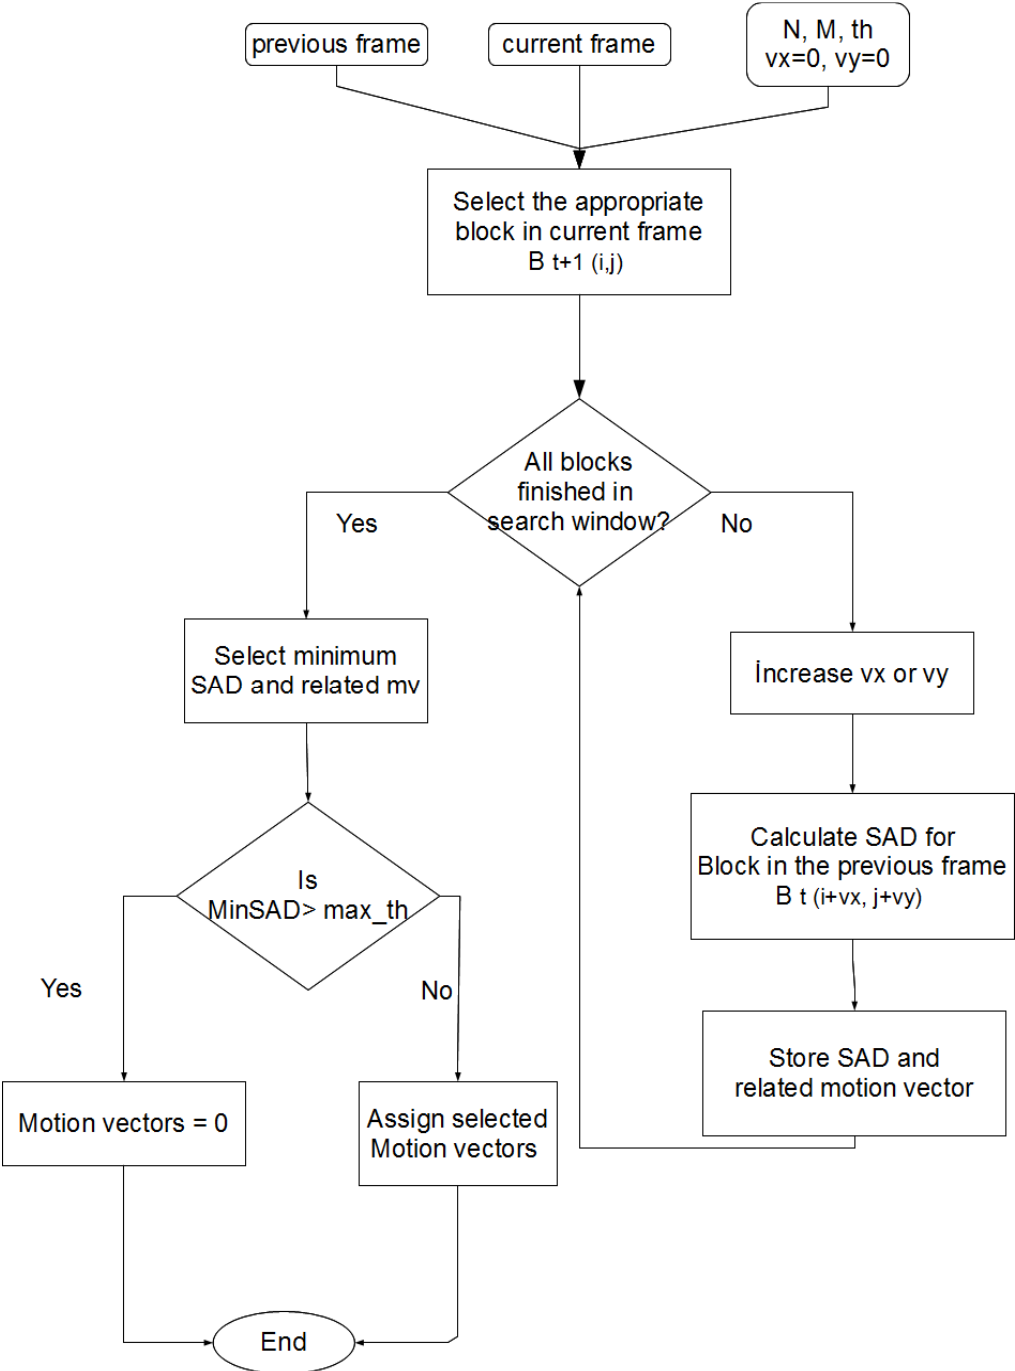 previous frame
current frame
N, M, th
vx=0, vy=0
Select the appropriate
block in current frame
B t+1 (i,j)
All blocks
finished in
search window?
Yes
No
Select minimum
SAD and related mv
İncrease vx or vy
Calculate SAD for
Block in the previous frame
B t (i+vx, j+vy)
Is
MinSAD> max_th
Yes
No
Store SAD and
related motion vector
Motion vectors = 0
Assign selected
Motion vectors
End